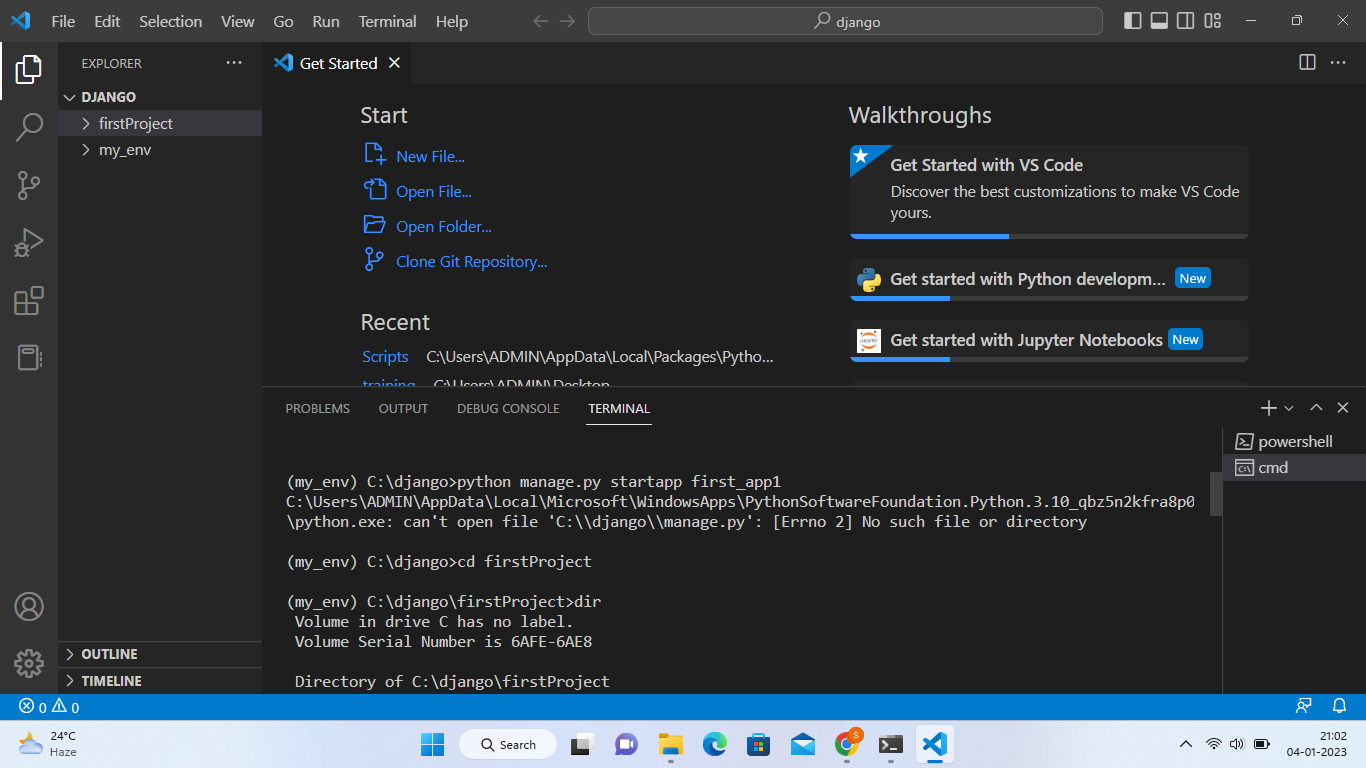 File Edit Selection View Go Run Terminal Help
django
EXPLORER
DJANGO
firstProject
my_env
OUTLINE
TIMELINE
Get Started
Start
New File...
Open File...
Open Folder...
Clone Git Repository...
Recent
Scripts C:\Users\ADMIN\AppData\Local\Packages\Pytho...
training C:\Users\ADMIN\Desktop
Walkthroughs
Get Started with VS Code
Discover the best customizations to make VS Code
yours.
Get started with Python developm... New
jupyter
Get started with Jupyter Notebooks New
PROBLEMS OUTPUT DEBUG CONSOLE TERMINAL
(my_env) C:\django>python manage.py startapp first_app1
C:\Users\ADMIN\AppData\Local\Microsoft\WindowsApps\PythonSoftwareFoundation.Python.3.10_qbz5n2kfra8p0
\python.exe: can't open file 'C:\\django\\manage.py': [Errno 2] No such file or directory
(my_env) C:\django>cd firstProject
(my_env) C:\django\firstProject>dir
Volume in drive C has no label.
Volume Serial Number is 6AFE-6AE8
Directory of C:\django\firstProject
powershell
cmd
0 0
24°C
Haze
Search
S
21:02
04-01-2023